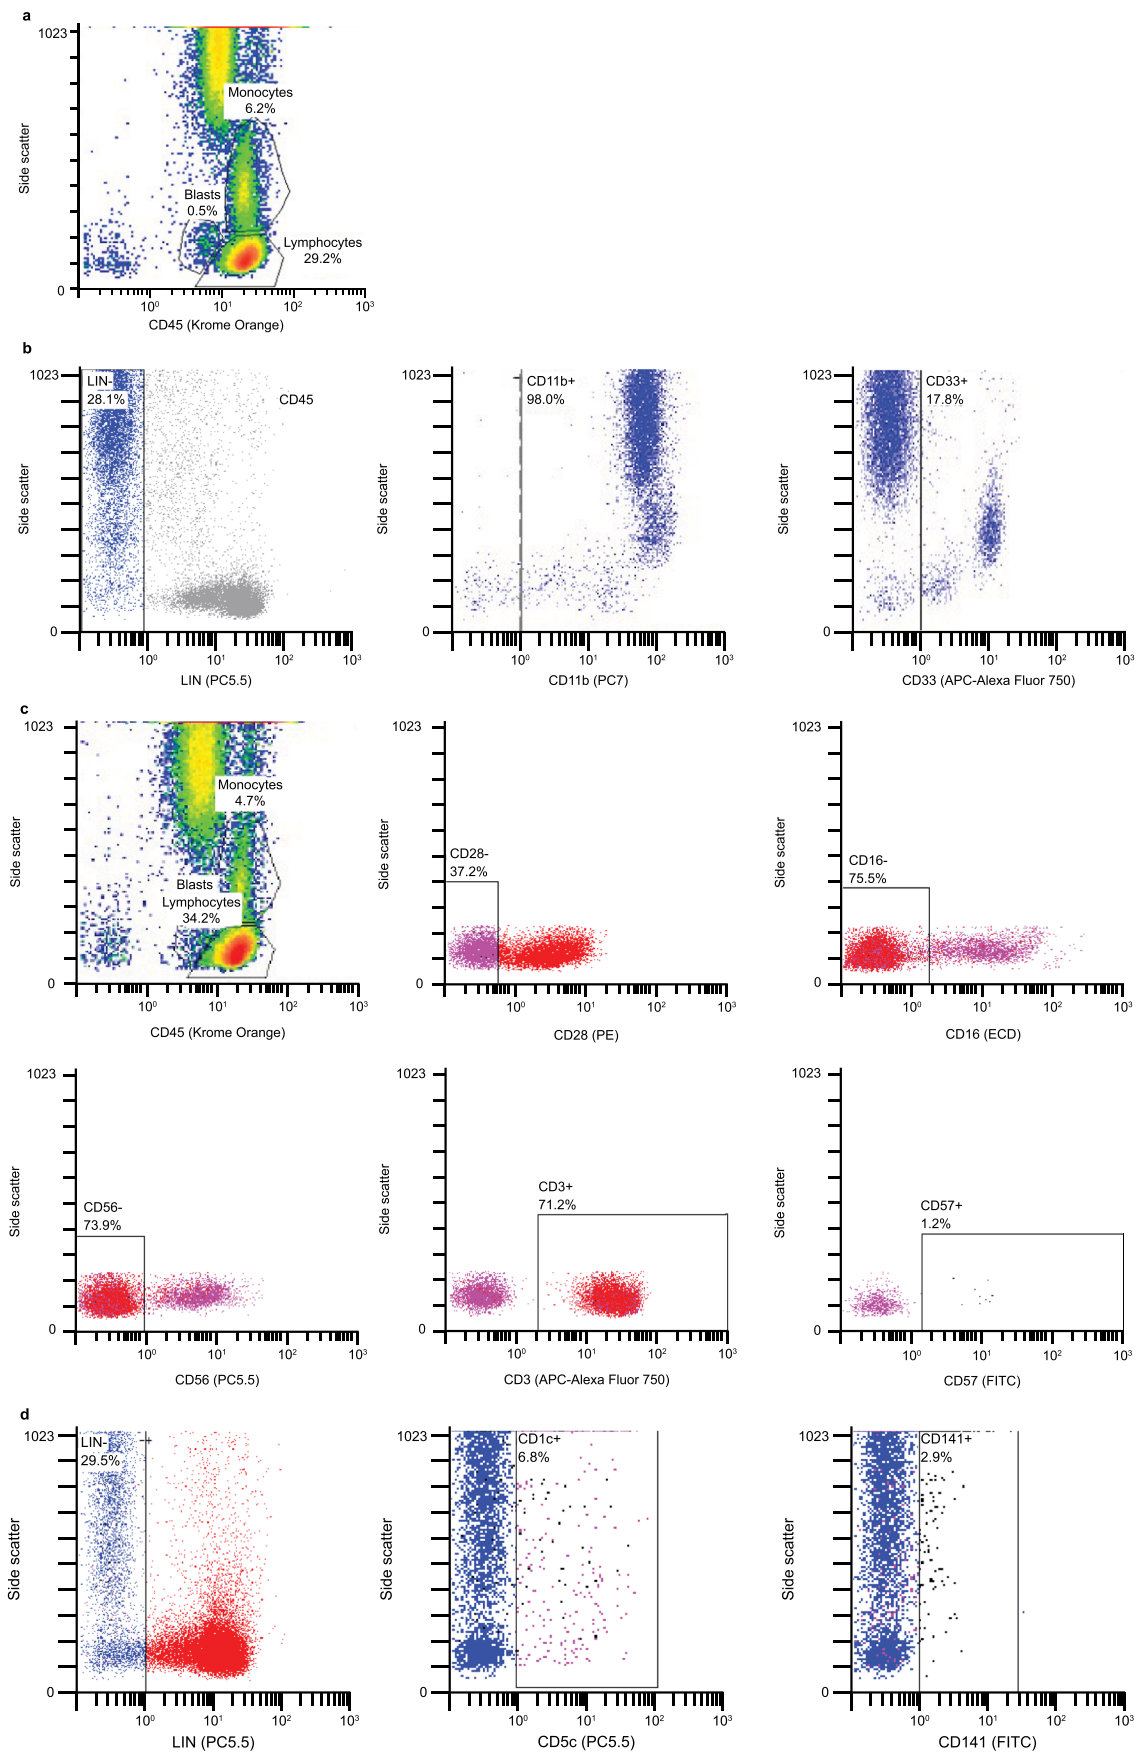 a
1023
Monocytes
6.2%
Side scatter
Blasts
0.5%
Lymphocytes
29.2%
0
10⁰ 10¹ 10² 10³
CD45 (Krome Orange)
b
1023
LIN-
28.1%
CD45
Side scatter
0
10⁰ 10¹ 10² 10³
LIN (PC5.5)
1023
CD11b+
98.0%
Side scatter
0
10⁰ 10¹ 10² 10³
CD11b (PC7)
1023
CD33+
17.8%
Side scatter
0
10⁰ 10¹ 10² 10³
CD33 (APC-Alexa Fluor 750)
c
1023
Monocytes
4.7%
Side scatter
Blasts
Lymphocytes
34.2%
0
10⁰ 10¹ 10² 10³
CD45 (Krome Orange)
1023
CD28-
37.2%
Side scatter
0
10⁰ 10¹ 10² 10³
CD28 (PE)
1023
CD16-
75.5%
Side scatter
0
10⁰ 10¹ 10² 10³
CD16 (ECD)
1023
CD56-
73.9%
Side scatter
0
10⁰ 10¹ 10² 10³
CD56 (PC5.5)
1023
CD3+
71.2%
Side scatter
0
10⁰ 10¹ 10² 10³
CD3 (APC-Alexa Fluor 750)
1023
CD57+
1.2%
Side scatter
0
10⁰ 10¹ 10² 10³
CD57 (FITC)
d
1023
LIN-
29.5%
Side scatter
0
10⁰ 10¹ 10² 10³
LIN (PC5.5)
1023
CD1c+
6.8%
Side scatter
0
10⁰ 10¹ 10² 10³
CD5c (PC5.5)
1023
CD141+
2.9%
Side scatter
0
10⁰ 10¹ 10² 10³
CD141 (FITC)